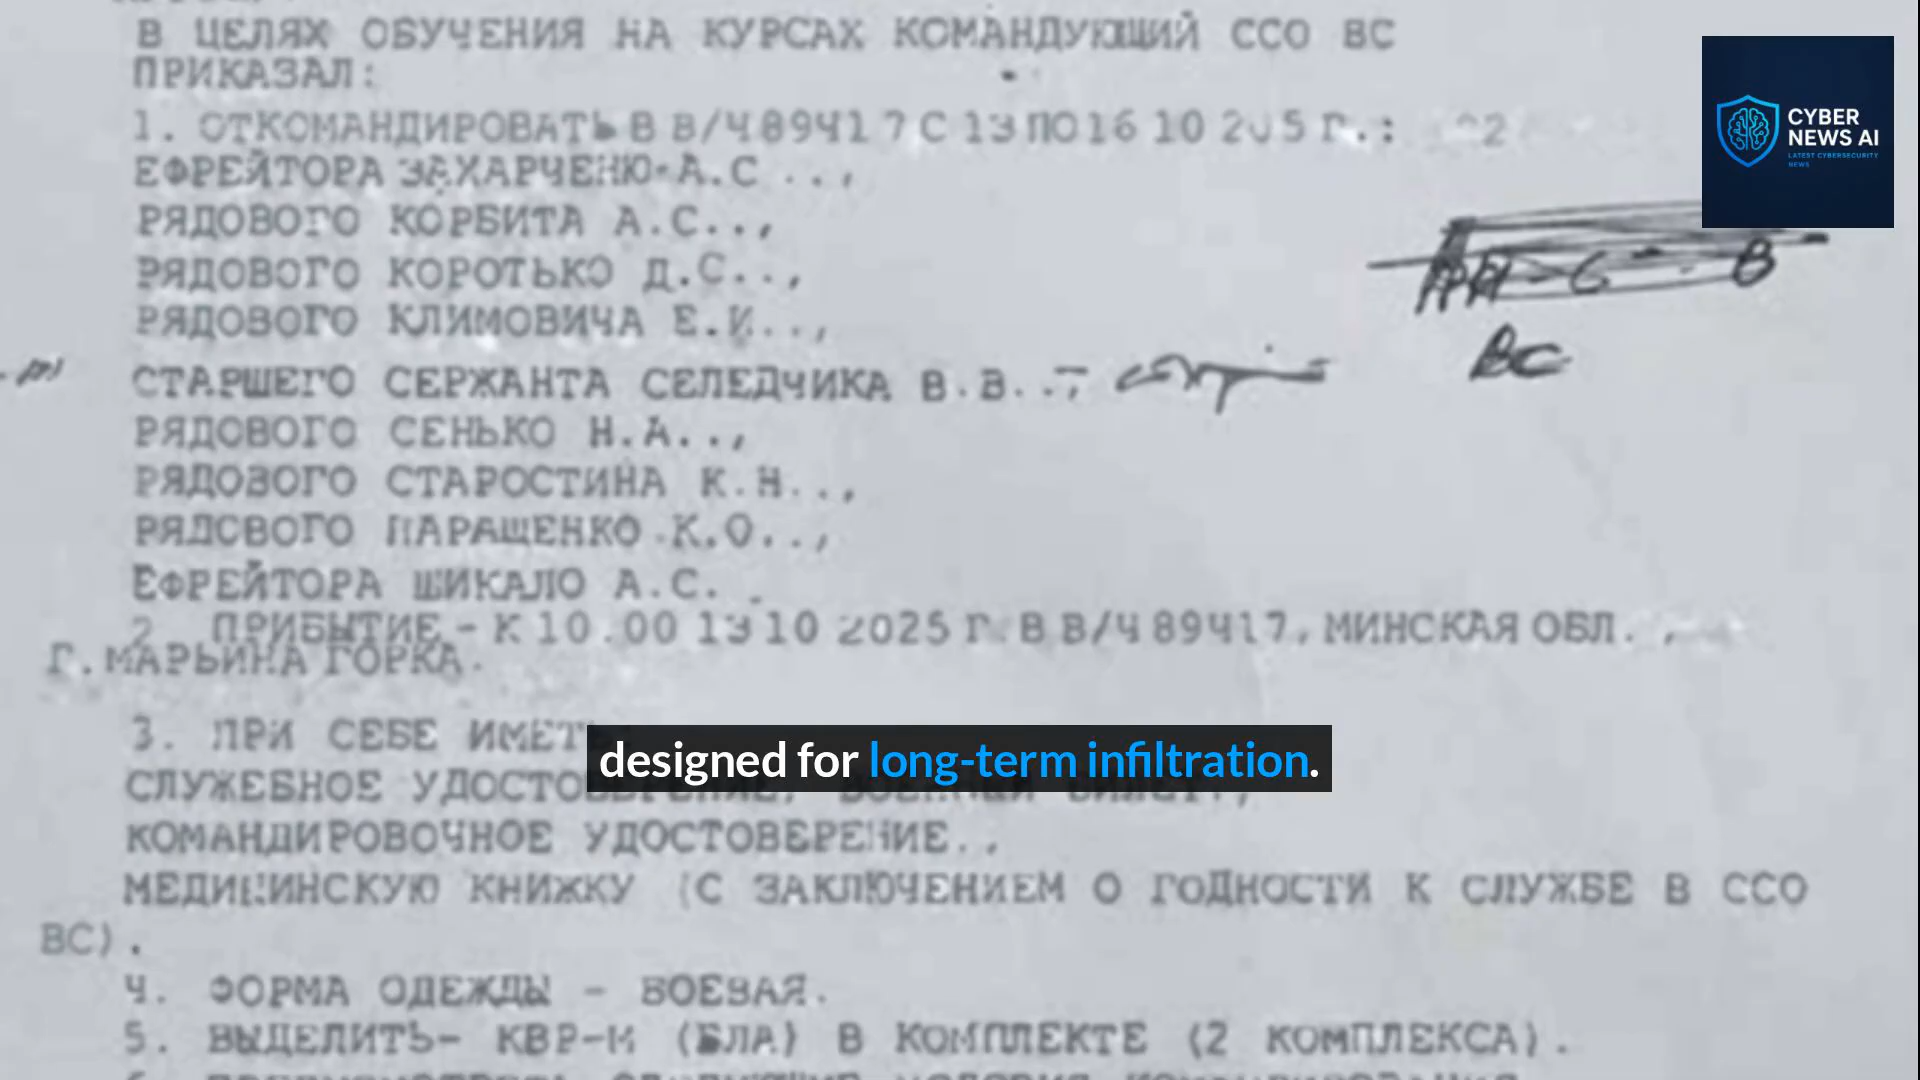 В ЦЕЛЯХ ОБУЧЕНИЯ НА КУРСАХ КОМАНДУЮЩИЙ ССО ВС
ПРИКАЗАЛ:
1. ОТКОМАНДИРОВАТЬ В В/Ч 89417 С 13 ПО 16 10 2025 Г.:
ЕФРЕЙТОРА ЗАХАРЧЕНЮ А.С ..,
РЯДОВОГО КОРБИТА А.С..,
РЯДОВОГО КОРОТЬКО Д.С..,
РЯДОВОГО КЛИМОВИЧА Е.И..,
СТАРШЕГО СЕРЖАНТА СЕЛЕДЧИКА В.В..,
РЯДОВОГО СЕНЬКО Н.А..,
РЯДОВОГО СТАРОСТИНА К.Н..,
РЯДОВОГО ПАРАЩЕНКО К.О..,
ЕФРЕЙТОРА ШИКАЛО А.С.
2. ПРИБЫТИЕ - К 10.00 13 10 2025 Г. В В/Ч 89417, МИНСКАЯ ОБЛ. ,
Г. МАРЬИНА ГОРКА.
3. ПРИ СЕБЕ ИМЕТЬ
designed for long-term infiltration.
СЛУЖЕБНОЕ УДОСТОВЕРЕНИЕ,
КОМАНДИРОВОЧНОЕ УДОСТОВЕРЕНИЕ.,
МЕДИЦИНСКУЮ КНИЖКУ (С ЗАКЛЮЧЕНИЕМ О ГОДНОСТИ К СЛУЖБЕ В ССО
ВС).
4. ФОРМА ОДЕЖДЫ - БОЕВАЯ.
5. ВЫДЕЛИТЬ- КВР-М (БЛА) В КОМПЛЕКТЕ (2 КОМПЛЕКСА).
ВС
CYBER
NEWS AI
LATEST CYBERSECURITY
NEWS